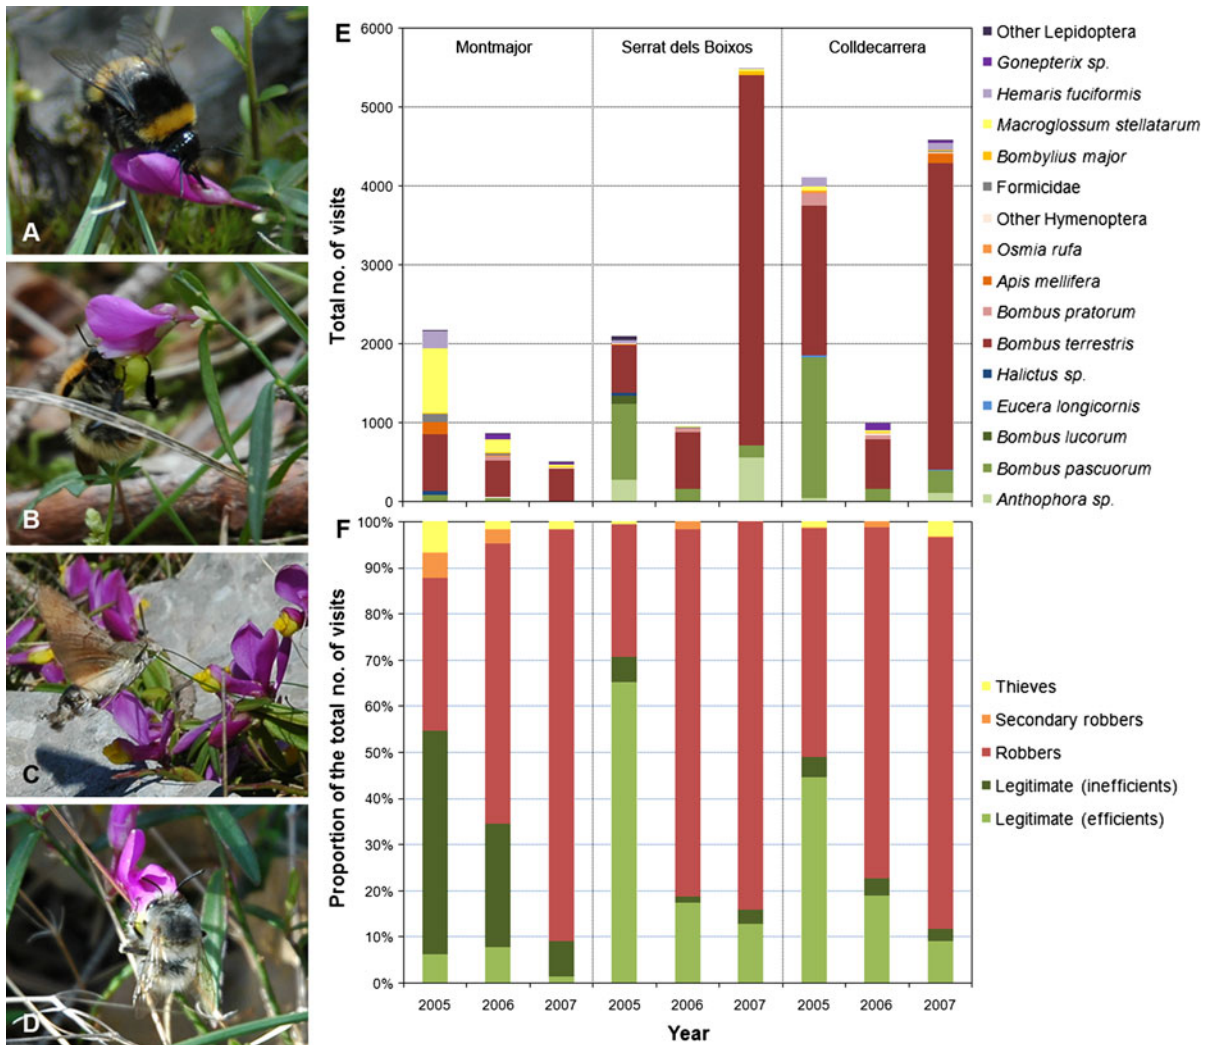 A
B
C
D
E
Montmajor
Serrat dels Boixos
Colldecarrera
Total no. of visits
6000
5000
4000
3000
2000
1000
0
Other Lepidoptera
Gonepterix sp.
Hemaris fuciformis
Macroglossum stellatarum
Bombylius major
Formicidae
Other Hymenoptera
Osmia rufa
Apis mellifera
Bombus pratorum
Bombus terrestris
Halictus sp.
Eucera longicornis
Bombus lucorum
Bombus pascuorum
Anthophora sp.
F
Proportion of the total no. of visits
100%
90%
80%
70%
60%
50%
40%
30%
20%
10%
0%
2005 2006 2007 2005 2006 2007 2005 2006 2007
Year
Thieves
Secondary robbers
Robbers
Legitimate (inefficients)
Legitimate (efficients)